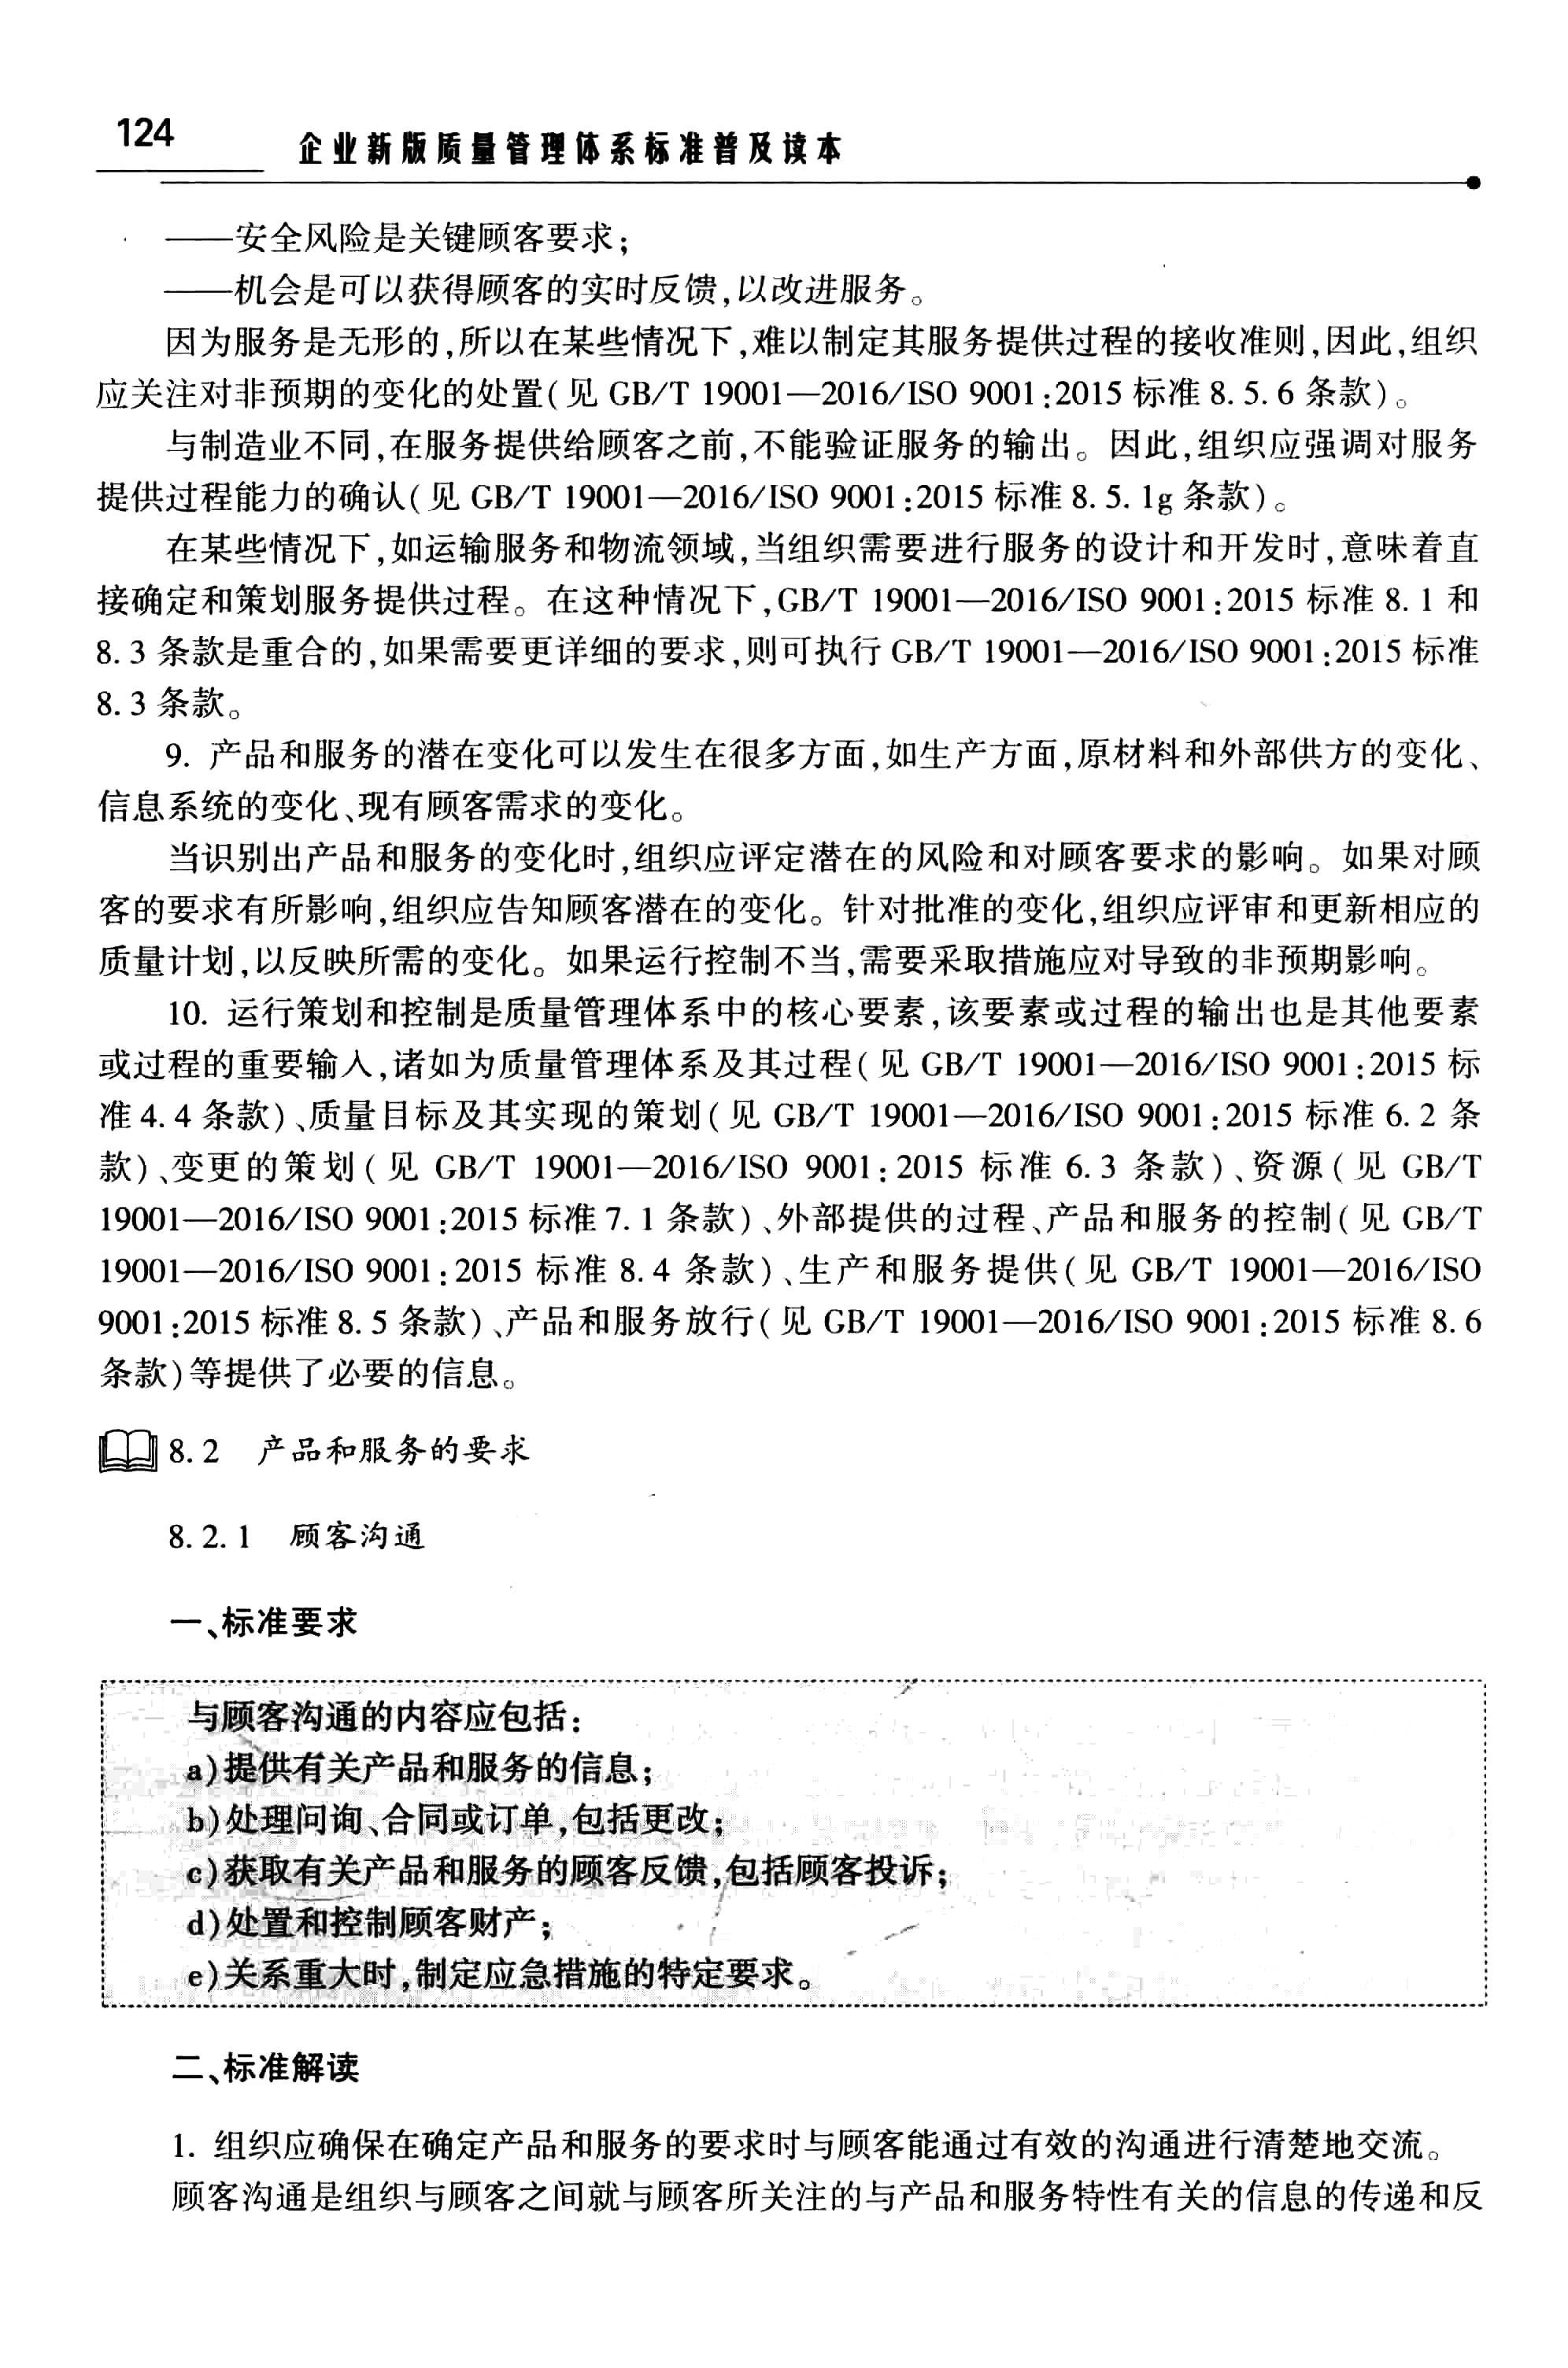 124
企业新版质量管理体系标准普及读本
——安全风险是关键顾客要求;
——机会是可以获得顾客的实时反馈,以改进服务。
因为服务是无形的,所以在某些情况下,难以制定其服务提供过程的接收准则,因此,组织
应关注对非预期的变化的处置(见 GB/T 19001—2016/ISO 9001:2015 标准 8.5.6 条款)。
与制造业不同,在服务提供给顾客之前,不能验证服务的输出。因此,组织应强调对服务
提供过程能力的确认(见 GB/T 19001—2016/ISO 9001:2015 标准 8.5.1g 条款)。
在某些情况下,如运输服务和物流领域,当组织需要进行服务的设计和开发时,意味着直
接确定和策划服务提供过程。在这种情况下,GB/T 19001—2016/ISO 9001:2015 标准 8.1 和
8.3 条款是重合的,如果需要更详细的要求,则可执行 GB/T 19001—2016/ISO 9001:2015 标准
8.3 条款。
9. 产品和服务的潜在变化可以发生在很多方面,如生产方面,原材料和外部供方的变化、
信息系统的变化、现有顾客需求的变化。
当识别出产品和服务的变化时,组织应评定潜在的风险和对顾客要求的影响。如果对顾
客的要求有所影响,组织应告知顾客潜在的变化。针对批准的变化,组织应评审和更新相应的
质量计划,以反映所需的变化。如果运行控制不当,需要采取措施应对导致的非预期影响。
10. 运行策划和控制是质量管理体系中的核心要素,该要素或过程的输出也是其他要素
或过程的重要输入,诸如为质量管理体系及其过程(见 GB/T 19001—2016/ISO 9001:2015 标
准 4.4 条款)、质量目标及其实现的策划(见 GB/T 19001—2016/ISO 9001:2015 标准 6.2 条
款)、变更的策划(见 GB/T 19001—2016/ISO 9001:2015 标准 6.3 条款)、资源(见 GB/T
19001—2016/ISO 9001:2015 标准 7.1 条款)、外部提供的过程、产品和服务的控制(见 GB/T
19001—2016/ISO 9001:2015 标准 8.4 条款)、生产和服务提供(见 GB/T 19001—2016/ISO
9001:2015 标准 8.5 条款)、产品和服务放行(见 GB/T 19001—2016/ISO 9001:2015 标准 8.6
条款)等提供了必要的信息。
8.2 产品和服务的要求
8.2.1 顾客沟通
一、标准要求
与顾客沟通的内容应包括:
a)提供有关产品和服务的信息;
b)处理问询、合同或订单,包括更改;
c)获取有关产品和服务的顾客反馈,包括顾客投诉;
d)处置和控制顾客财产;
e)关系重大时,制定应急措施的特定要求。
二、标准解读
1. 组织应确保在确定产品和服务的要求时与顾客能通过有效的沟通进行清楚地交流。
顾客沟通是组织与顾客之间就与顾客所关注的与产品和服务特性有关的信息的传递和反